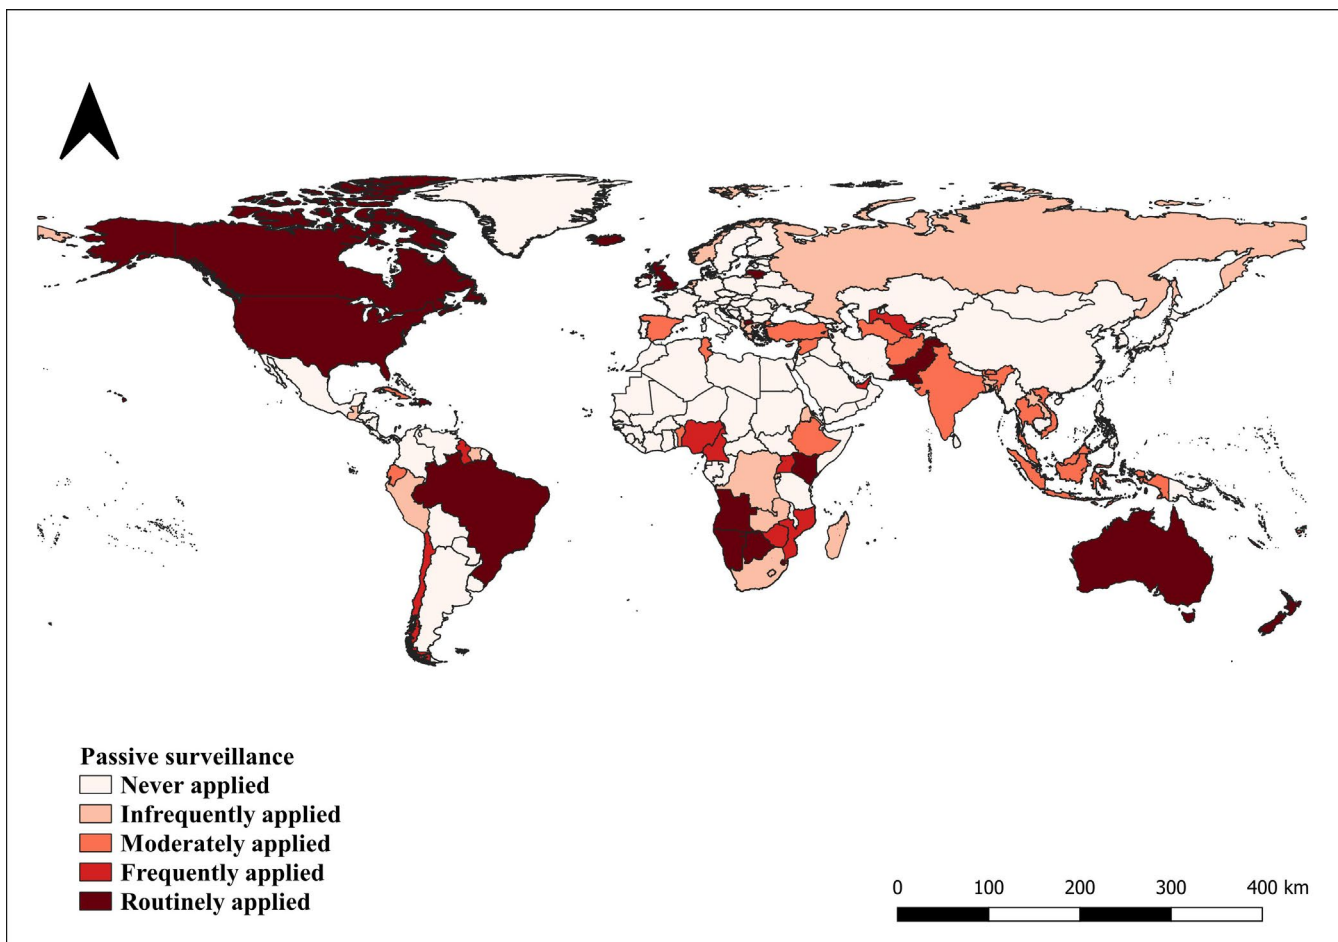 Passive surveillance
Never applied
Infrequently applied
Moderately applied
Frequently applied
Routinely applied
0 100 200 300 400 km